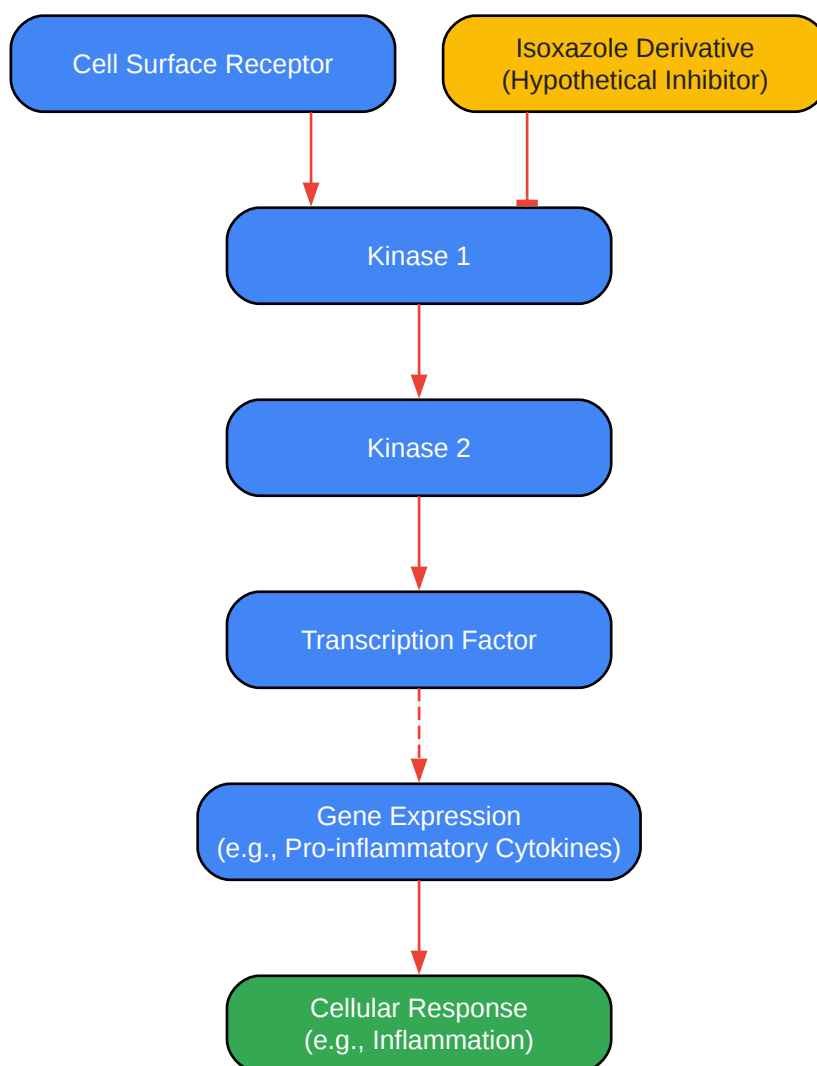 Cell Surface Receptor
Isoxazole Derivative
(Hypothetical Inhibitor)
Kinase 1
Kinase 2
Transcription Factor
Gene Expression
(e.g., Pro-inflammatory Cytokines)
Cellular Response
(e.g., Inflammation)